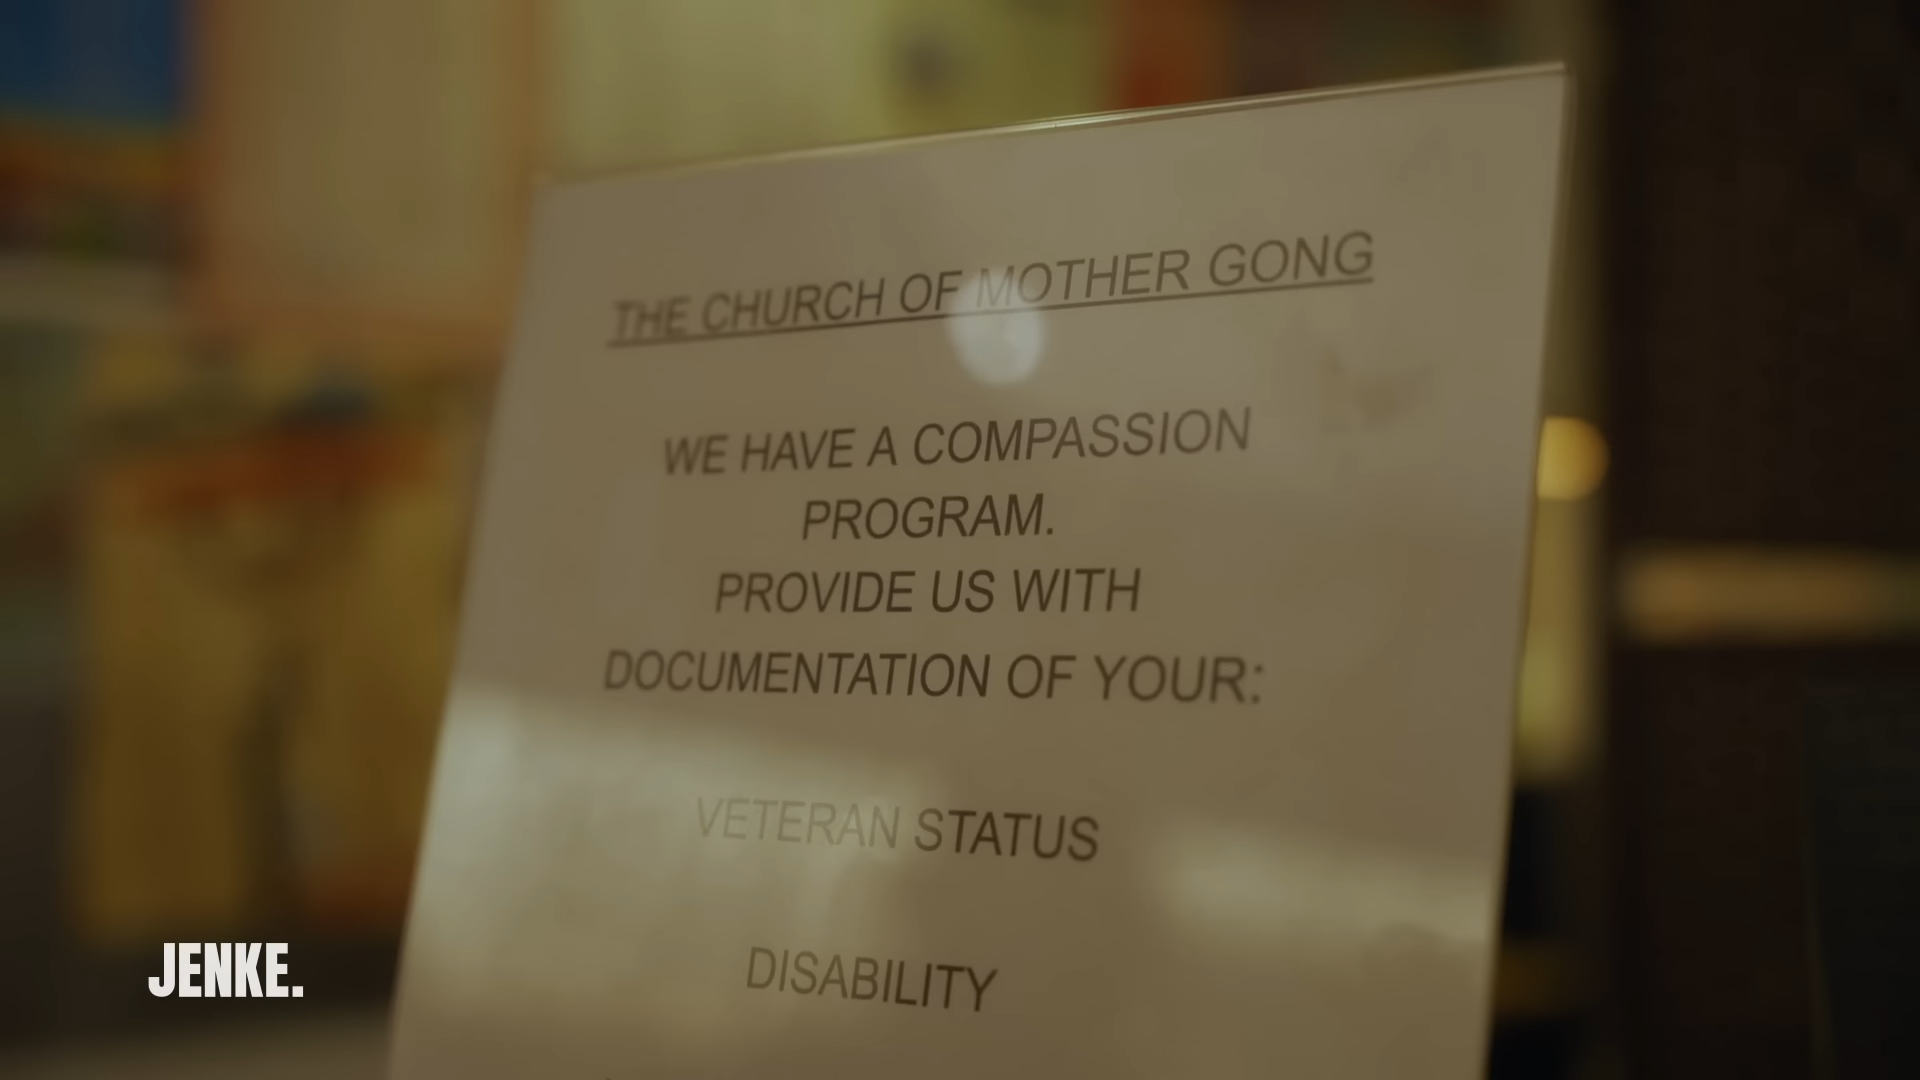 THE CHURCH OF MOTHER GONG
WE HAVE A COMPASSION
PROGRAM.
PROVIDE US WITH
DOCUMENTATION OF YOUR:
VETERAN STATUS
DISABILITY
JENKE.